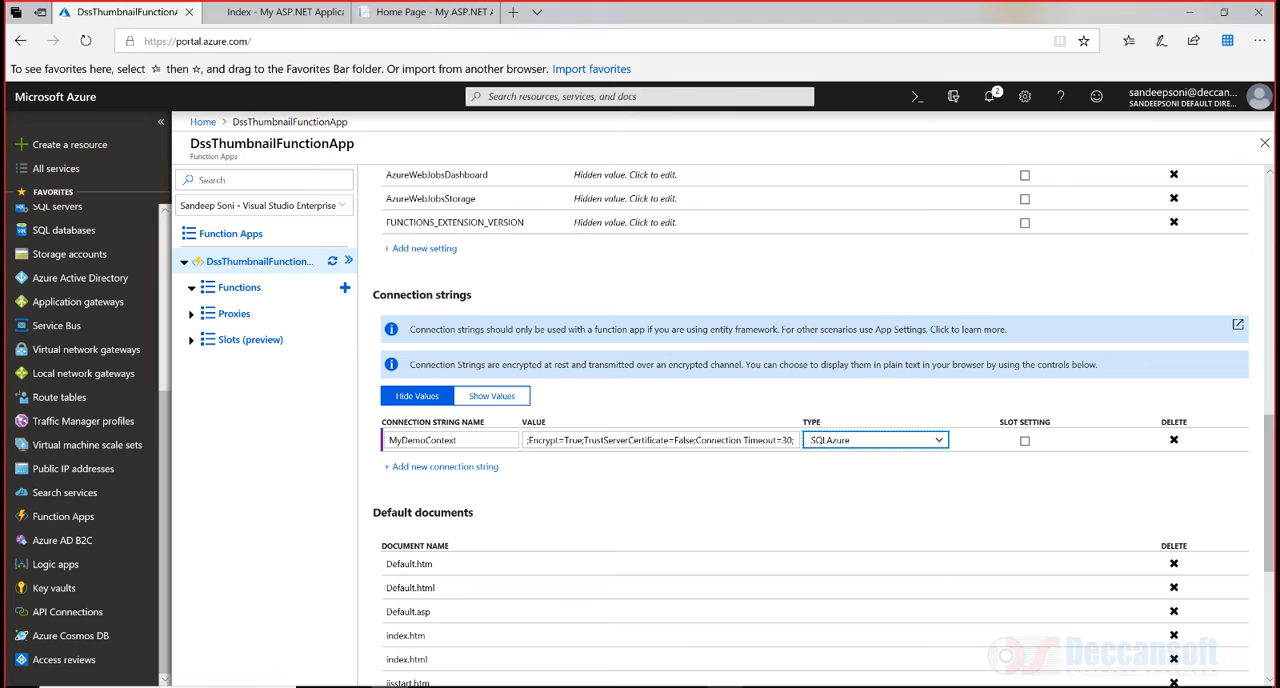 DssThumbnailFunctionA
Index - My ASP.NET Applica
Home Page - My ASP.NET A
https://portal.azure.com/
To see favorites here, select then, and drag to the Favorites Bar folder. Or import from another browser. Import favorites
Microsoft Azure
Search resources, services, and docs
2
sandeepsoni@deccan...
SANDEEPSONI DEFAULT DIRE...
Create a resource
All services
FAVORITES
SQL servers
SQL databases
Storage accounts
Azure Active Directory
Application gateways
Service Bus
Virtual network gateways
Local network gateways
Route tables
Traffic Manager profiles
Virtual machine scale sets
Public IP addresses
Search services
Function Apps
Azure AD B2C
Logic apps
Key vaults
API Connections
Azure Cosmos DB
Access reviews
Home > DssThumbnailFunctionApp
DssThumbnailFunctionApp
Function Apps
Search
Sandeep Soni - Visual Studio Enterprise
Function Apps
DssThumbnailFunction...
Functions
Proxies
Slots (preview)
AzureWebJobsDashboard Hidden value. Click to edit.
AzureWebJobsStorage Hidden value. Click to edit.
FUNCTIONS_EXTENSION_VERSION Hidden value. Click to edit.
+ Add new setting
Connection strings
Connection strings should only be used with a function app if you are using entity framework. For other scenarios use App Settings. Click to learn more.
Connection Strings are encrypted at rest and transmitted over an encrypted channel. You can choose to display them in plain text in your browser by using the controls below.
Hide Values Show Values
CONNECTION STRING NAME VALUE TYPE SLOT SETTING DELETE
MyDemoContext ;Encrypt=True;TrustServerCertificate=False;Connection Timeout=30; SQLAzure
+ Add new connection string
Default documents
DOCUMENT NAME DELETE
Default.htm
Default.html
Default.asp
index.htm
index.html
iisstart.htm
Deccansoft